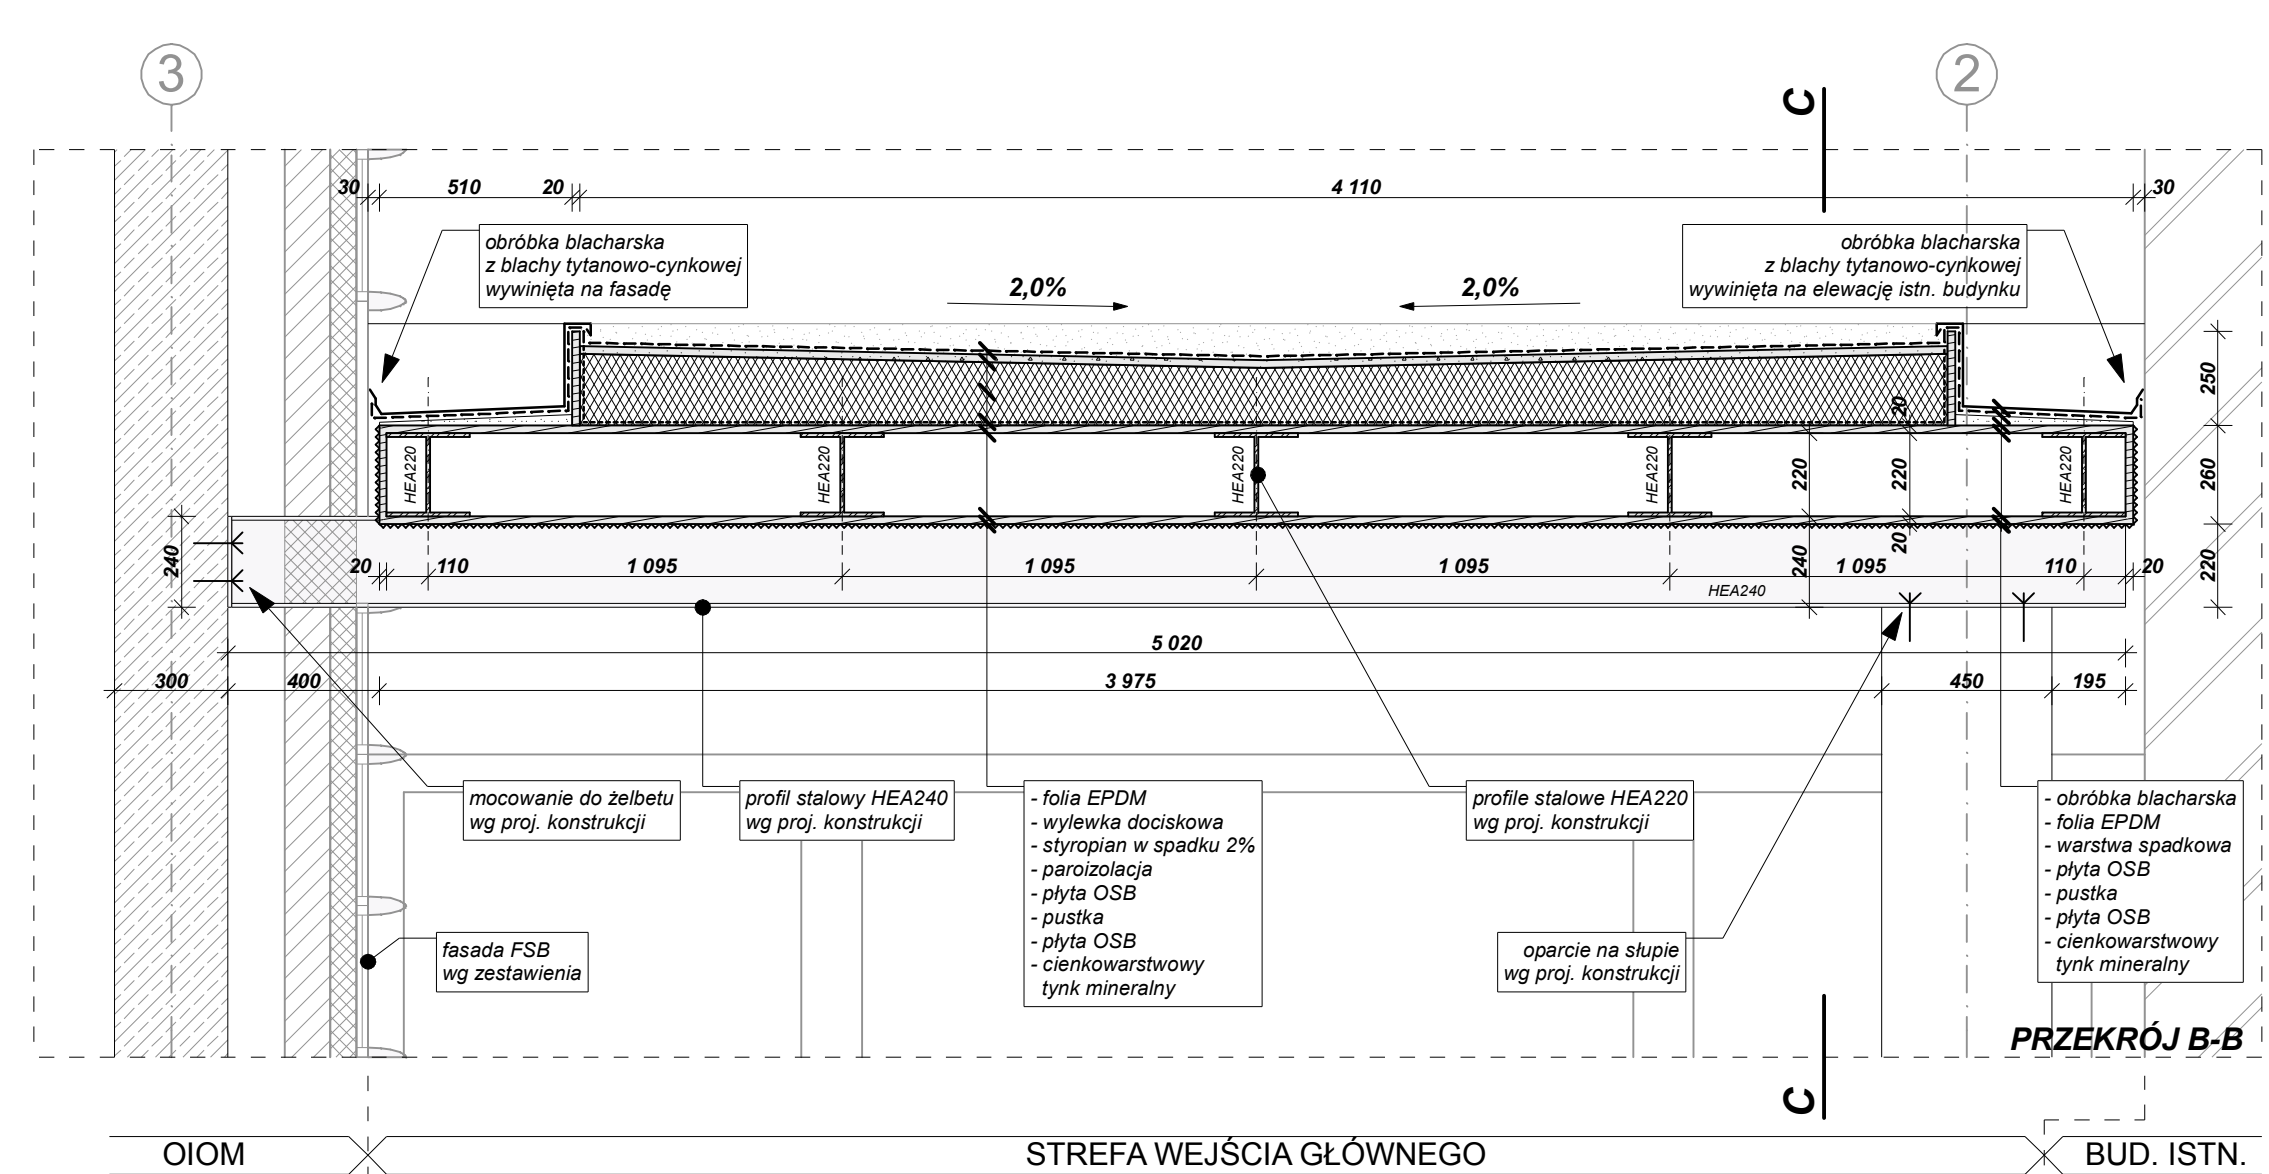 3
2
C
30
510
20
4 110
30
obróbka blacharska
z blachy tytanowo-cynkowej
wywinięta na fasadę
obróbka blacharska
z blachy tytanowo-cynkowej
wywinięta na elewację istn. budynku
2,0%
2,0%
250
20
HEA220
HEA220
HEA220
HEA220
HEA220
220
220
260
240
20
110
1 095
1 095
1 095
240
1 095
20
110
20
220
HEA240
5 020
300
400
3 975
450
195
mocowanie do żelbetu
wg proj. konstrukcji
profil stalowy HEA240
wg proj. konstrukcji
- folia EPDM
- wylewka dociskowa
- styropian w spadku 2%
- paroizolacja
- płyta OSB
- pustka
- płyta OSB
- cienkowarstwowy
tynk mineralny
profile stalowe HEA220
wg proj. konstrukcji
- obróbka blacharska
- folia EPDM
- warstwa spadkowa
- płyta OSB
- pustka
- płyta OSB
- cienkowarstwowy
tynk mineralny
fasada FSB
wg zestawienia
oparcie na słupie
wg proj. konstrukcji
PRZEKRÓJ B-B
C
OIOM
STREFA WEJŚCIA GŁÓWNEGO
BUD. ISTN.